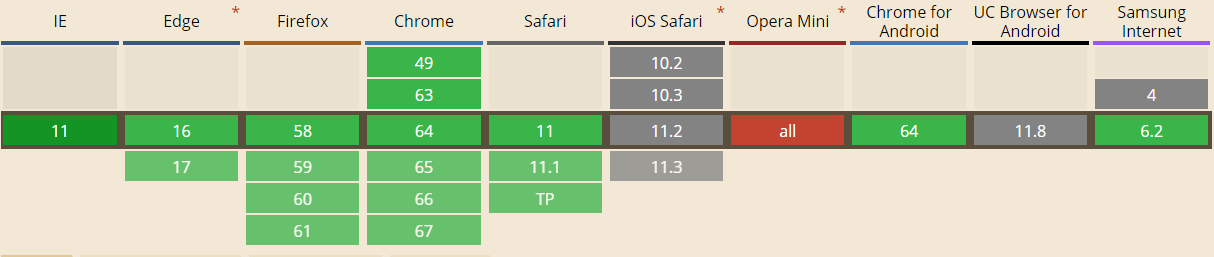 IE Edge * Firefox Chrome Safari iOS Safari * Opera Mini * Chrome for Android UC Browser for Android Samsung Internet
49 10.2
63 10.3 4
11 16 58 64 11 11.2 all 64 11.8 6.2
17 59 65 11.1 11.3
60 66 TP
61 67